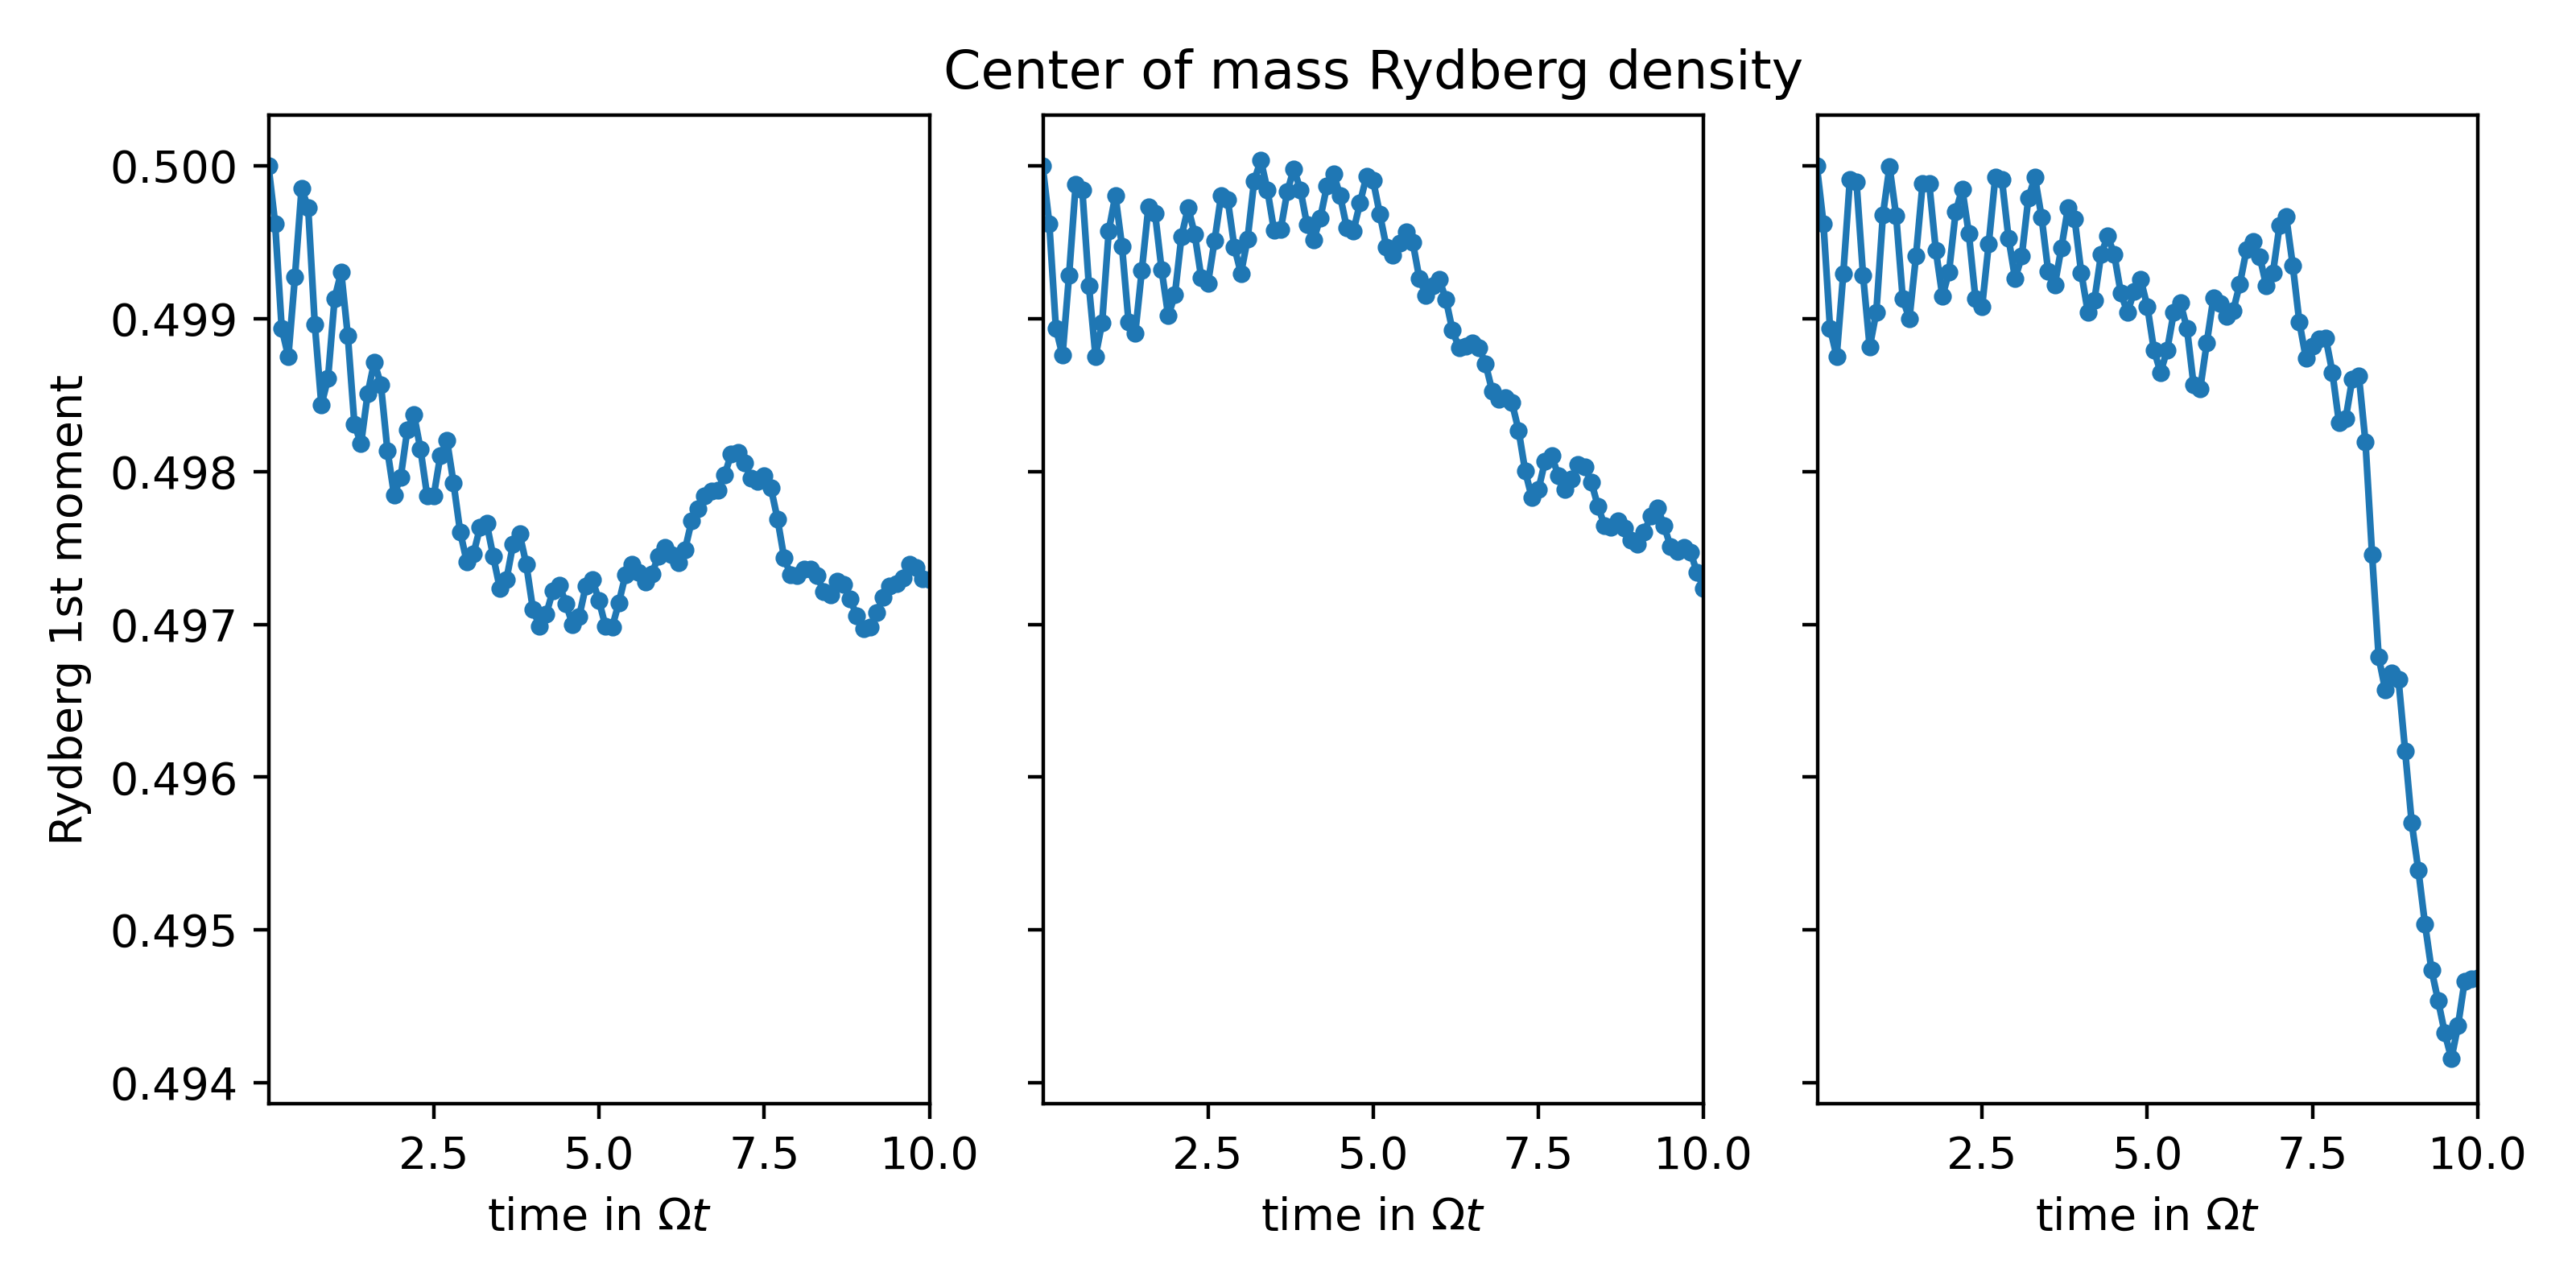 Center of mass Rydberg density
Rydberg 1st moment
0.500
0.499
0.498
0.497
0.496
0.495
0.494
2.5 5.0 7.5 10.0
2.5 5.0 7.5 10.0
2.5 5.0 7.5 10.0
time in Ωt
time in Ωt
time in Ωt